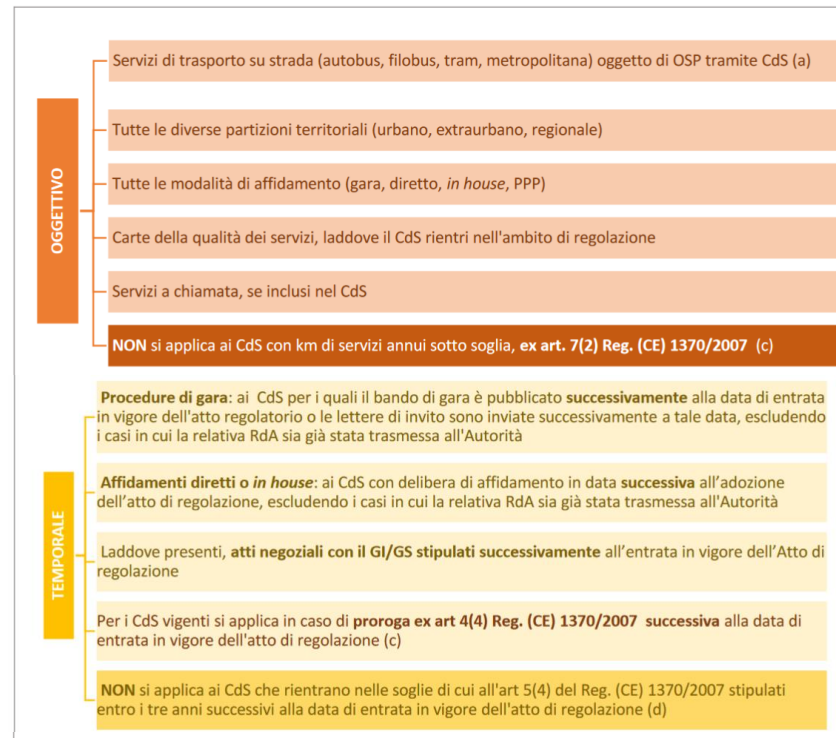 OGGETTIVO
Servizi di trasporto su strada (autobus, filobus, tram, metropolitana) oggetto di OSP tramite CdS (a)
Tutte le diverse partizioni territoriali (urbano, extraurbano, regionale)
Tutte le modalità di affidamento (gara, diretto, in house, PPP)
Carte della qualità dei servizi, laddove il CdS rientri nell'ambito di regolazione
Servizi a chiamata, se inclusi nel CdS
NON si applica ai CdS con km di servizi annui sotto soglia, ex art. 7(2) Reg. (CE) 1370/2007 (c)
TEMPORALE
Procedure di gara: ai CdS per i quali il bando di gara è pubblicato successivamente alla data di entrata
in vigore dell'atto regolatorio o le lettere di invito sono inviate successivamente a tale data, escludendo
i casi in cui la relativa RdA sia già stata trasmessa all'Autorità
Affidamenti diretti o in house: ai CdS con delibera di affidamento in data successiva all'adozione
dell'atto di regolazione, escludendo i casi in cui la relativa RdA sia già stata trasmessa all'Autorità
Laddove presenti, atti negoziali con il GI/GS stipulati successivamente all'entrata in vigore dell'Atto di
regolazione
Per i CdS vigenti si applica in caso di proroga ex art 4(4) Reg. (CE) 1370/2007 successiva alla data di
entrata in vigore dell'atto di regolazione (c)
NON si applica ai CdS che rientrano nelle soglie di cui all'art 5(4) del Reg. (CE) 1370/2007 stipulati
entro i tre anni successivi alla data di entrata in vigore dell'atto di regolazione (d)